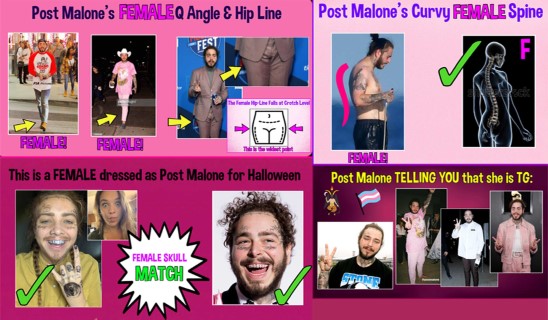 Post Malone's FEMALE Q Angle & Hip Line
FEMALE!
FEMALE!
FEST
The Female Hip-Line Falls at Crotch Level
This is the widest point
Post Malone's Curvy FEMALE Spine
F
FEMALE!
This is a FEMALE dressed as Post Malone for Halloween
FEMALE SKULL
MATCH
Post Malone TELLING YOU that she is TG: